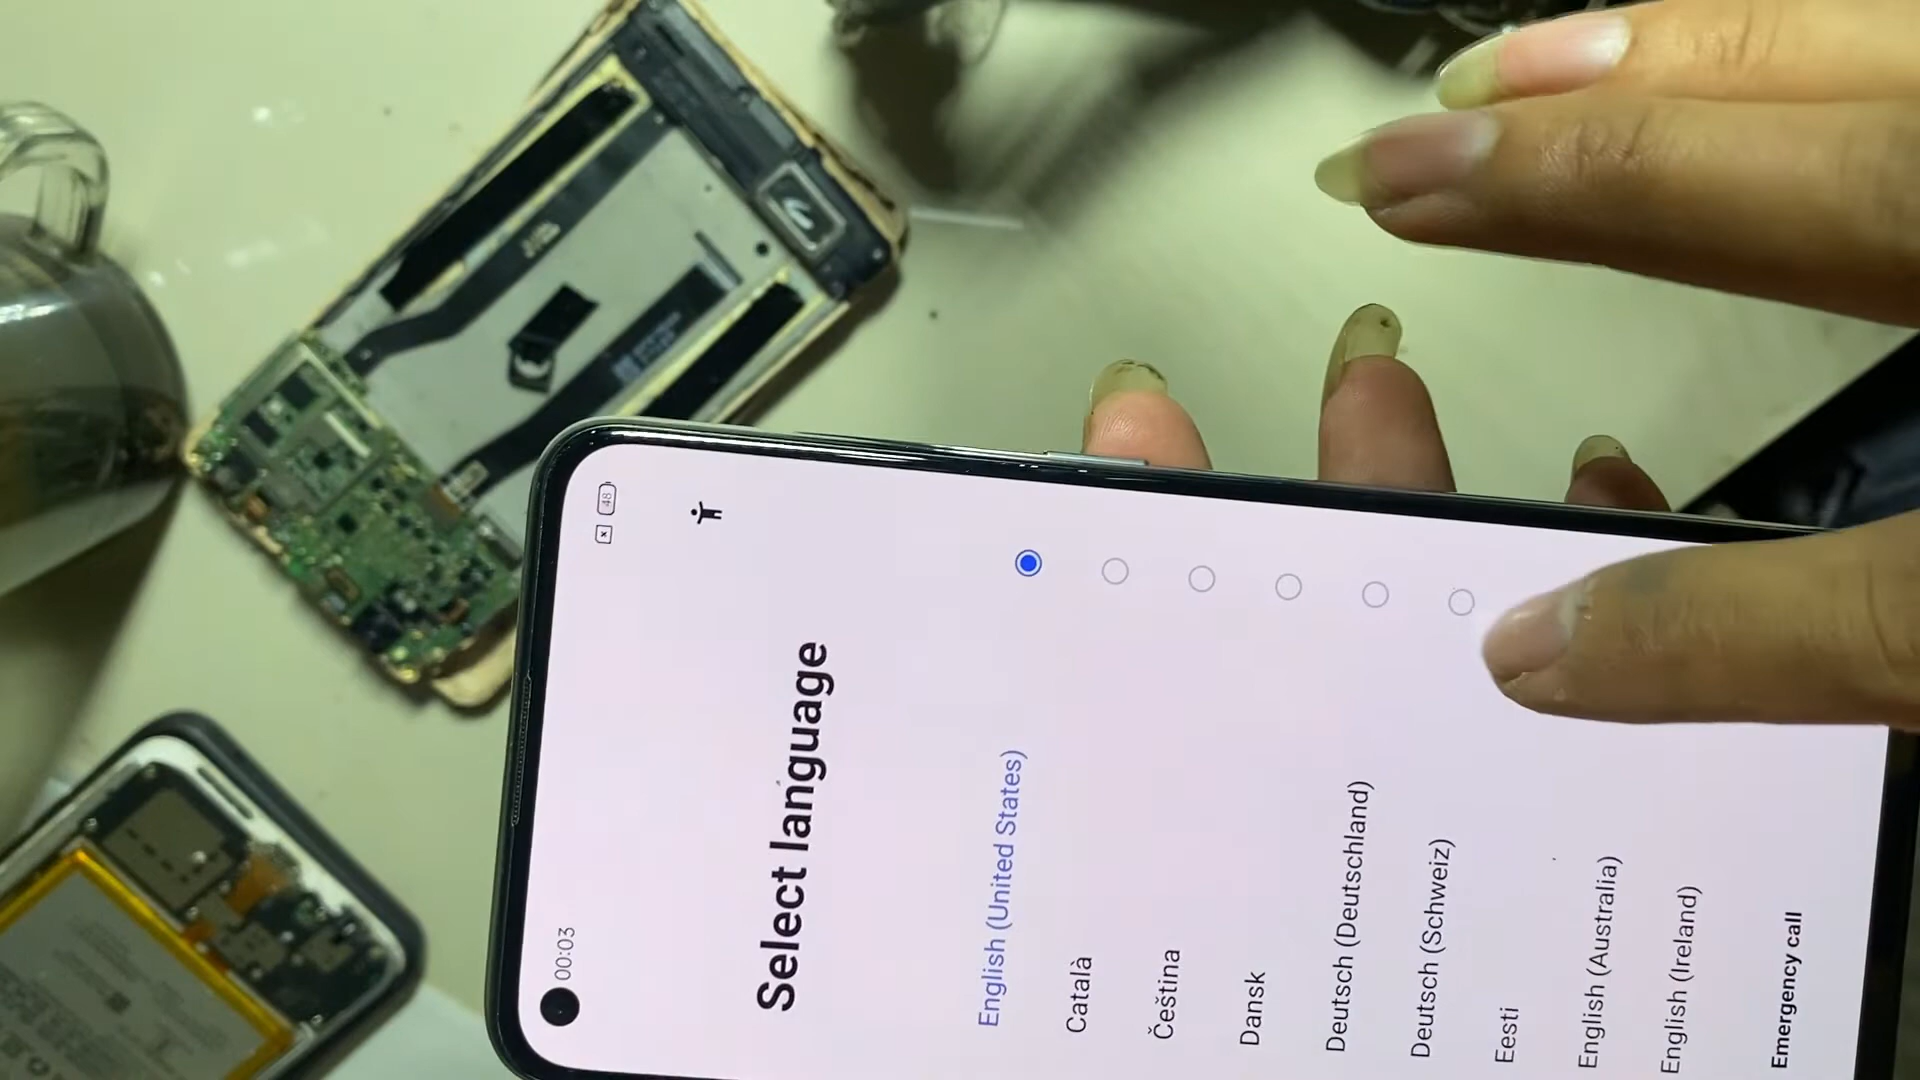 00:03
48
Select language
English (United States)
Català
Čeština
Dansk
Deutsch (Deutschland)
Deutsch (Schweiz)
Eesti
English (Australia)
English (Ireland)
Emergency call